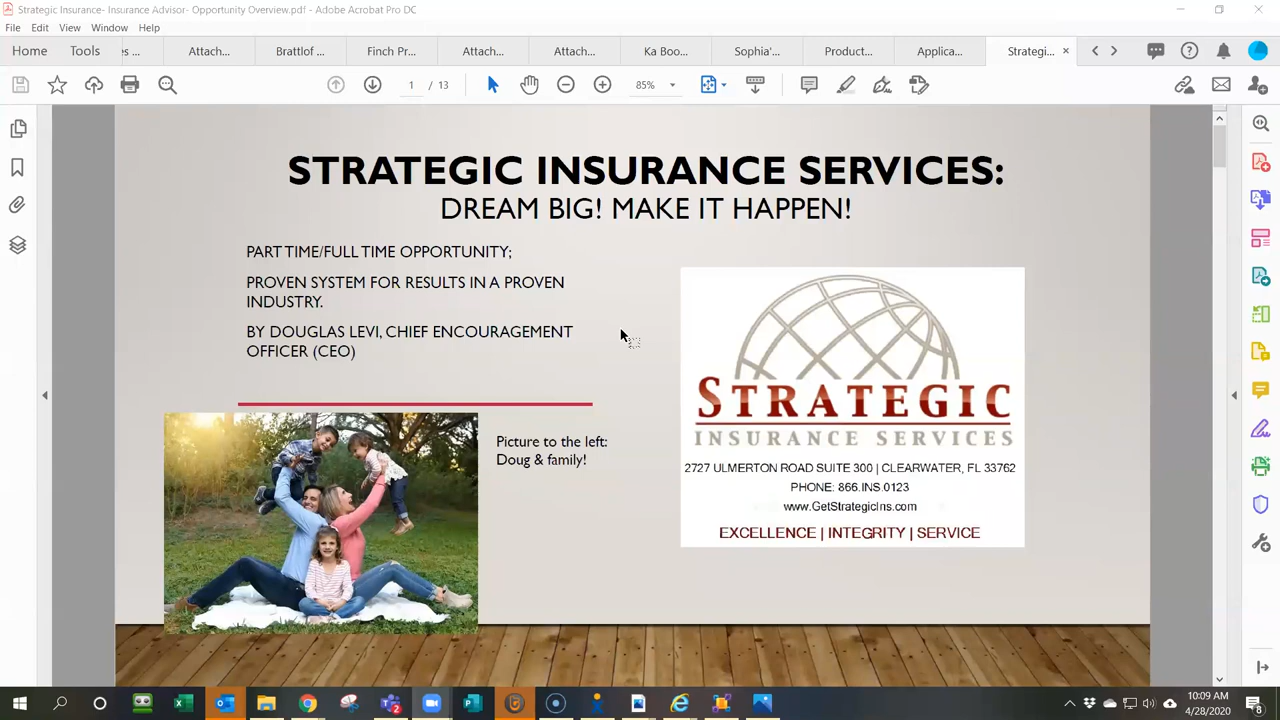 Strategic Insurance- Insurance Advisor- Opportunity Overview.pdf - Adobe Acrobat Pro DC
File Edit View Window Help
Home Tools es ... Attach... Brattlof ... Finch Pr... Attach... Attach... Ka Boo... Sophia'... Product... Applica... Strategi... ×
1 / 13 85%
STRATEGIC INSURANCE SERVICES:
DREAM BIG! MAKE IT HAPPEN!
PART TIME/FULL TIME OPPORTUNITY;
PROVEN SYSTEM FOR RESULTS IN A PROVEN
INDUSTRY.
BY DOUGLAS LEVI, CHIEF ENCOURAGEMENT
OFFICER (CEO)
Picture to the left:
Doug & family!
STRATEGIC
INSURANCE SERVICES
2727 ULMERTON ROAD SUITE 300 | CLEARWATER, FL 33762
PHONE: 866.INS.0123
www.GetStrategicIns.com
EXCELLENCE | INTEGRITY | SERVICE
10:09 AM
4/28/2020
8